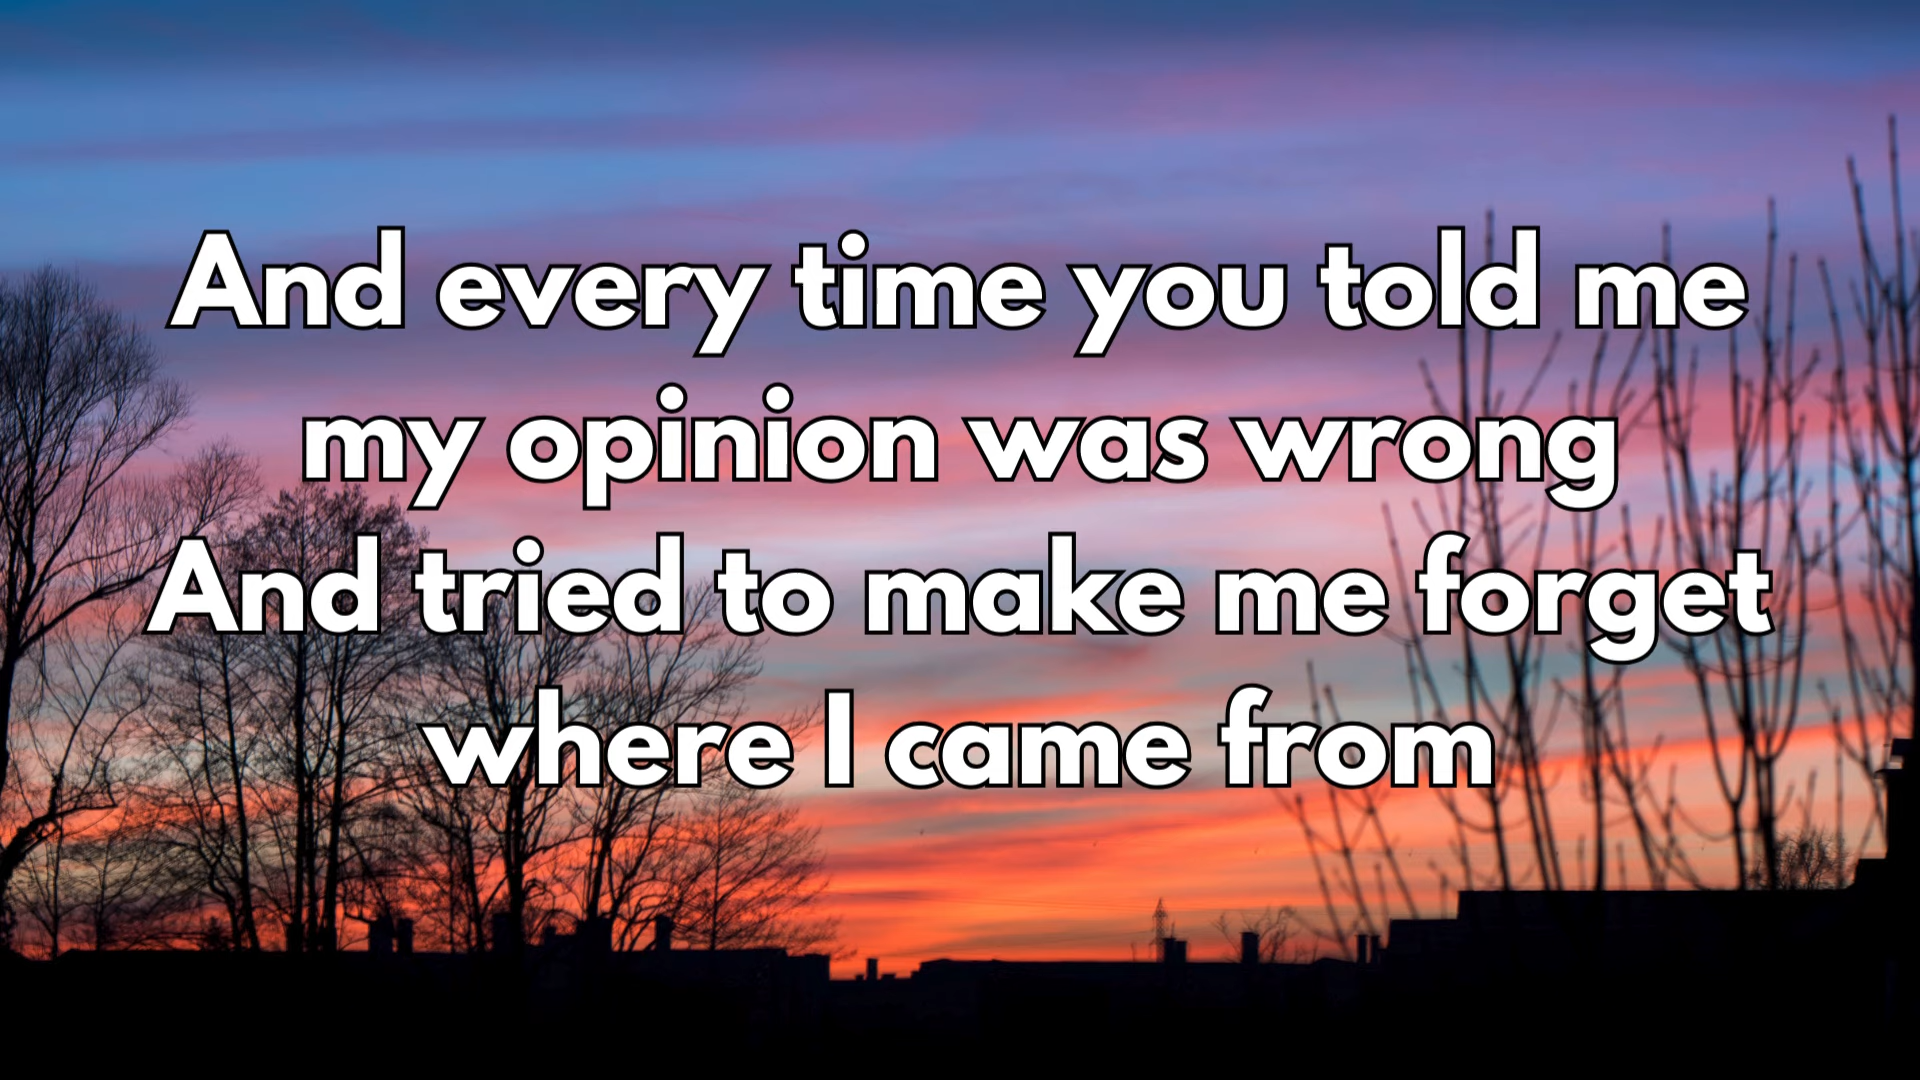 And every time you told me
my opinion was wrong
And tried to make me forget
where I came from